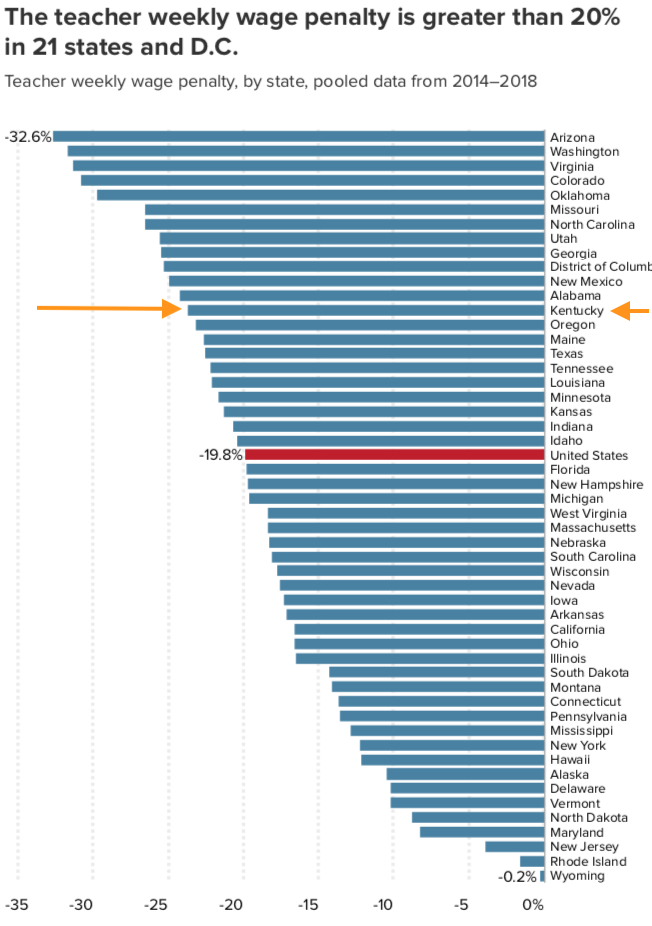 The teacher weekly wage penalty is greater than 20%
in 21 states and D.C.
Teacher weekly wage penalty, by state, pooled data from 2014–2018
-32.6% Arizona
Washington
Virginia
Colorado
Oklahoma
Missouri
North Carolina
Utah
Georgia
District of Columb
New Mexico
Alabama
Kentucky
Oregon
Maine
Texas
Tennessee
Louisiana
Minnesota
Kansas
Indiana
Idaho
-19.8% United States
Florida
New Hampshire
Michigan
West Virginia
Massachusetts
Nebraska
South Carolina
Wisconsin
Nevada
Iowa
Arkansas
California
Ohio
Illinois
South Dakota
Montana
Connecticut
Pennsylvania
Mississippi
New York
Hawaii
Alaska
Delaware
Vermont
North Dakota
Maryland
New Jersey
Rhode Island
-0.2% Wyoming
-35 -30 -25 -20 -15 -10 -5 0%